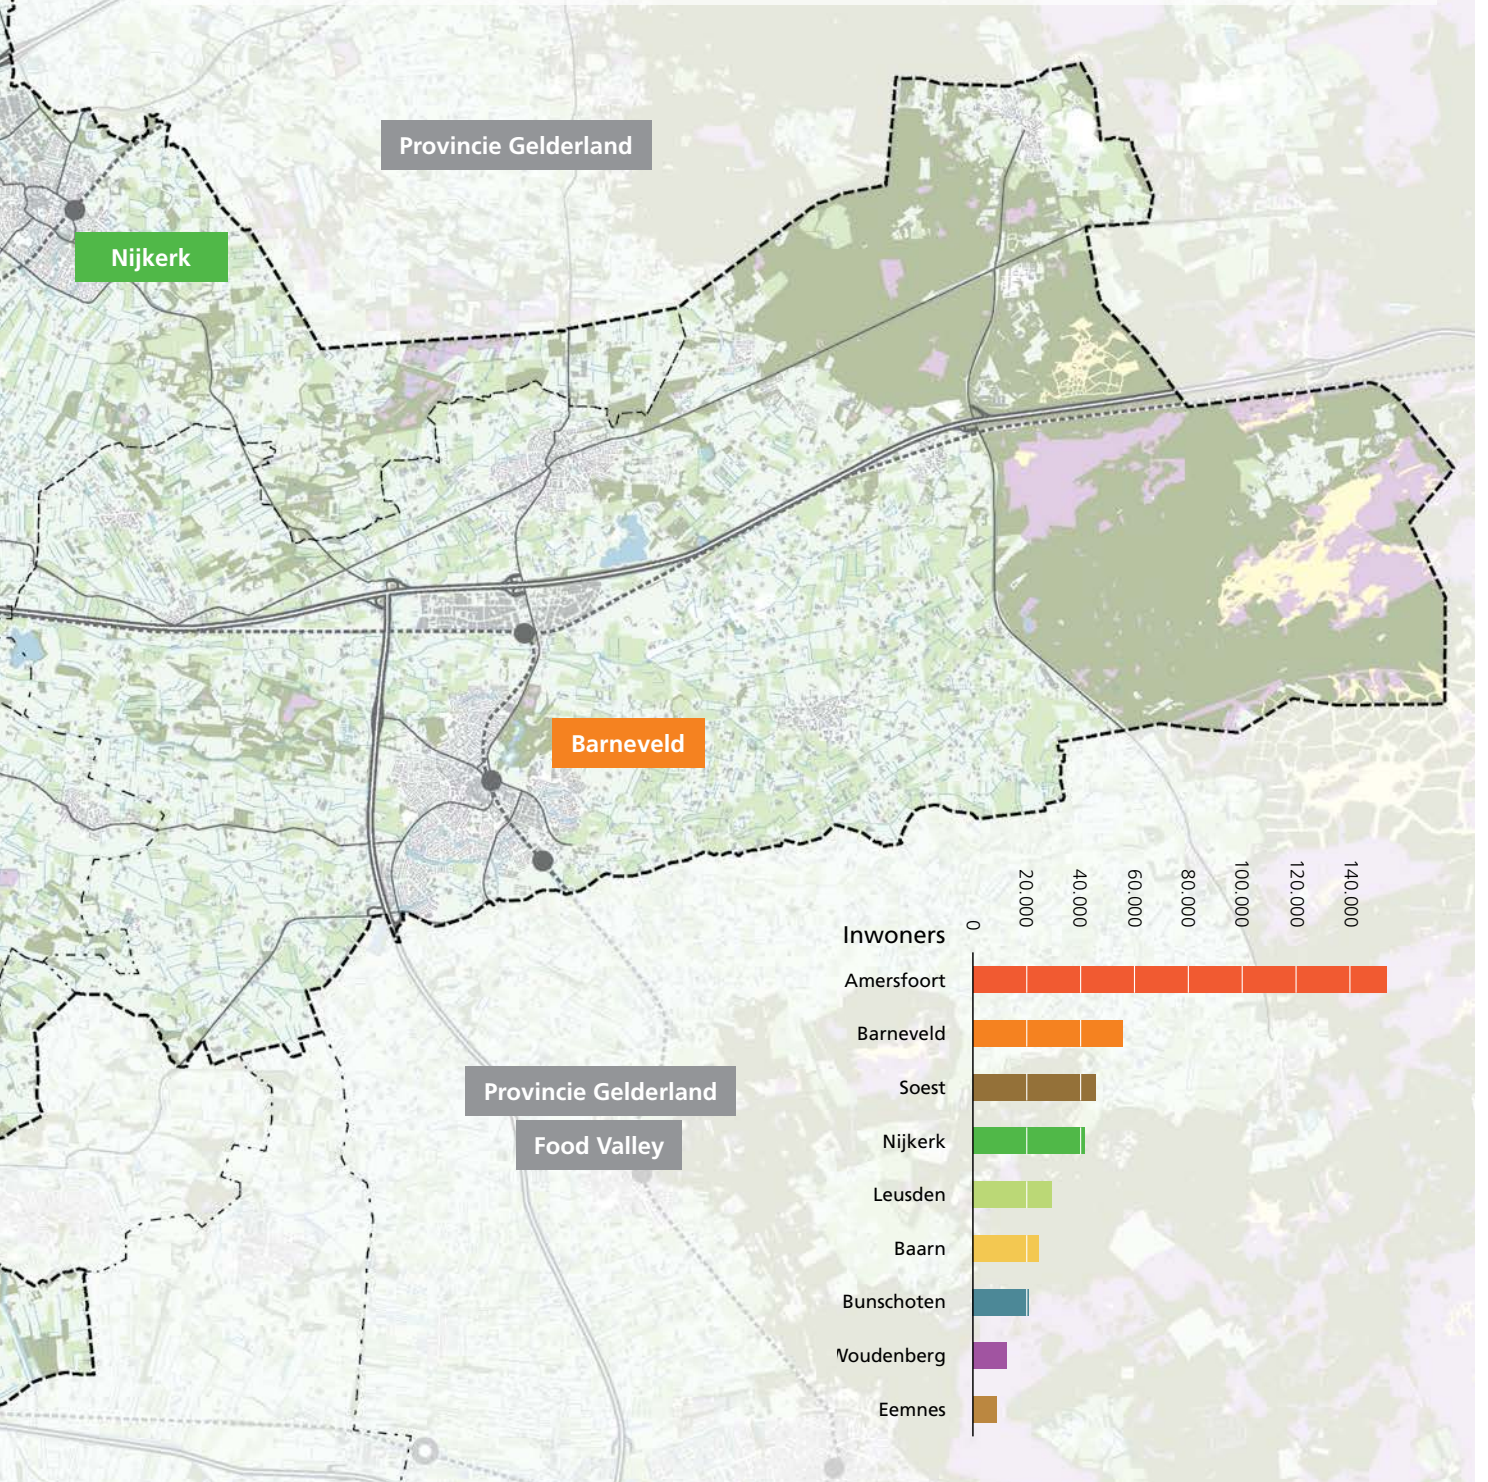 Provincie Gelderland
Nijkerk
Barneveld
Provincie Gelderland
Food Valley
Inwoners
0
20.000
40.000
60.000
80.000
100.000
120.000
140.000
Amersfoort
Barneveld
Soest
Nijkerk
Leusden
Baarn
Bunschoten
Woudenberg
Eemnes